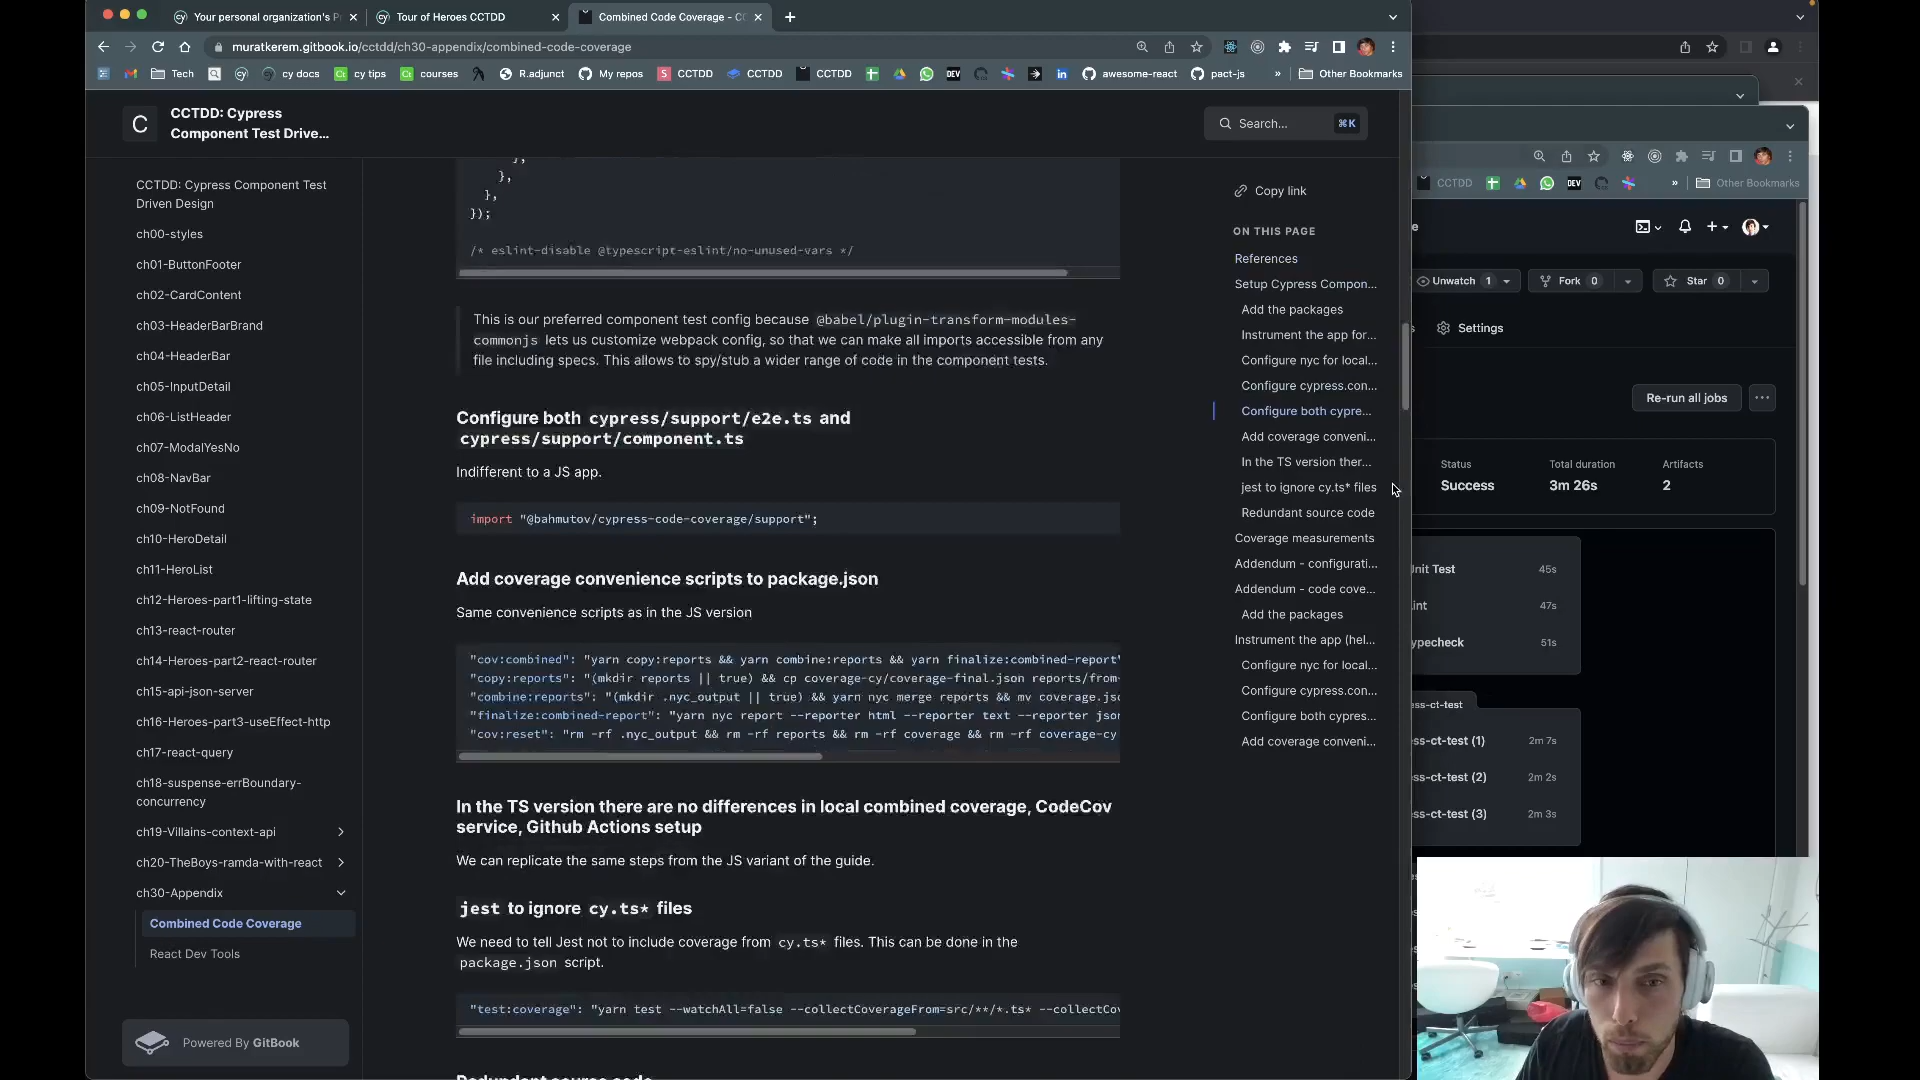 Your personal organization's P
Tour of Heroes CCTDD
Combined Code Coverage - CC
muratkerem.gitbook.io/cctdd/ch30-appendix/combined-code-coverage
Tech
cy docs
cy tips
courses
R.adjunct
My repos
CCTDD
CCTDD
CCTDD
DEV
awesome-react
pact-js
»
Other Bookmarks
C
CCTDD: Cypress
Component Test Drive...
Search...
⌘K
CCTDD: Cypress Component Test
Driven Design
ch00-styles
ch01-ButtonFooter
ch02-CardContent
ch03-HeaderBarBrand
ch04-HeaderBar
ch05-InputDetail
ch06-ListHeader
ch07-ModalYesNo
ch08-NavBar
ch09-NotFound
ch10-HeroDetail
ch11-HeroList
ch12-Heroes-part1-lifting-state
ch13-react-router
ch14-Heroes-part2-react-router
ch15-api-json-server
ch16-Heroes-part3-useEffect-http
ch17-react-query
ch18-suspense-errBoundary-
concurrency
ch19-Villains-context-api
ch20-TheBoys-ramda-with-react
ch30-Appendix
Combined Code Coverage
React Dev Tools
Powered By GitBook
},
},
},
});
/* eslint-disable @typescript-eslint/no-unused-vars */
This is our preferred component test config because @babel/plugin-transform-modules-
commonjs lets us customize webpack config, so that we can make all imports accessible from any
file including specs. This allows to spy/stub a wider range of code in the component tests.
Configure both cypress/support/e2e.ts and
cypress/support/component.ts
Indifferent to a JS app.
import "@bahmutov/cypress-code-coverage/support";
Add coverage convenience scripts to package.json
Same convenience scripts as in the JS version
"cov:combined": "yarn copy:reports && yarn combine:reports && yarn finalize:combined-report"
"copy:reports": "(mkdir reports || true) && cp coverage-cy/coverage-final.json reports/from-
"combine:reports": "(mkdir .nyc_output || true) && yarn nyc merge reports && mv coverage.jso
"finalize:combined-report": "yarn nyc report --reporter html --reporter text --reporter json
"cov:reset": "rm -rf .nyc_output && rm -rf reports && rm -rf coverage && rm -rf coverage-cy
In the TS version there are no differences in local combined coverage, CodeCov
service, Github Actions setup
We can replicate the same steps from the JS variant of the guide.
jest to ignore cy.ts* files
We need to tell Jest not to include coverage from cy.ts* files. This can be done in the
package.json script.
"test:coverage": "yarn test --watchAll=false --collectCoverageFrom=src/**/*.ts* --collectCov
Redundant source code
Copy link
ON THIS PAGE
References
Setup Cypress Compon...
Add the packages
Instrument the app for...
Configure nyc for local...
Configure cypress.con...
Configure both cypre...
Add coverage conveni...
In the TS version ther...
jest to ignore cy.ts* files
Redundant source code
Coverage measurements
Addendum - configurati...
Addendum - code cove...
Add the packages
Instrument the app (hel...
Configure nyc for local...
Configure cypress.con...
Configure both cypres...
Add coverage conveni...
CCTDD
DEV
»
Other Bookmarks
e
Unwatch 1
Fork 0
Star 0
s
Settings
Re-run all jobs
Status
Success
Total duration
3m 26s
Artifacts
2
Unit Test 45s
int 47s
ypecheck 51s
ess-ct-test
ss-ct-test (1) 2m 7s
ss-ct-test (2) 2m 2s
ss-ct-test (3) 2m 3s